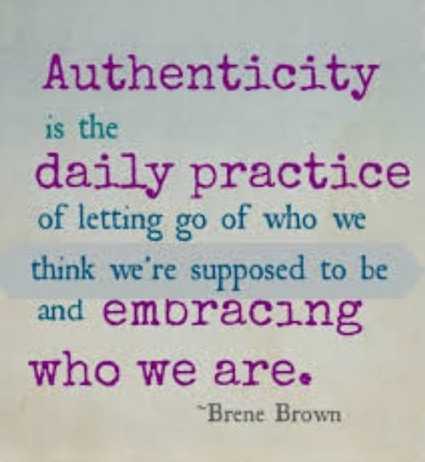 Authenticity
is the
daily practice
of letting go of who we
think we're supposed to be
and embracing
who we are.
~Brene Brown